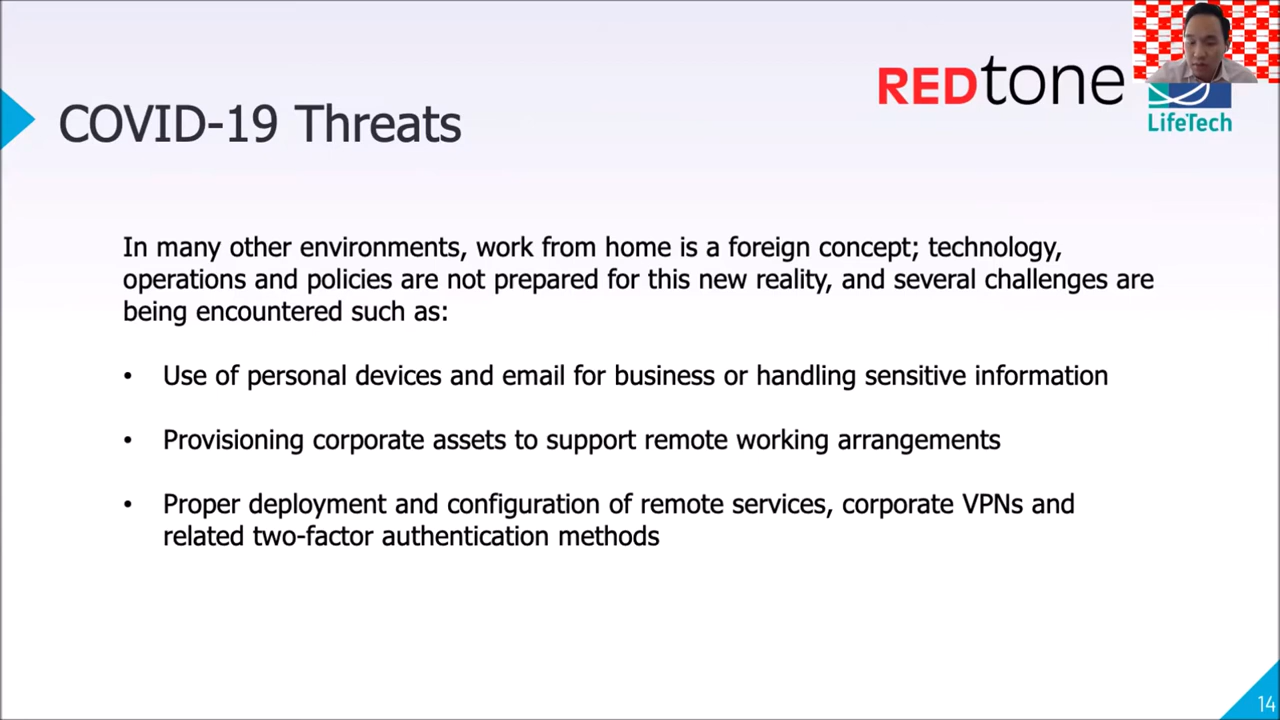 REDtone
LifeTech
COVID-19 Threats
In many other environments, work from home is a foreign concept; technology,
operations and policies are not prepared for this new reality, and several challenges are
being encountered such as:
• Use of personal devices and email for business or handling sensitive information
• Provisioning corporate assets to support remote working arrangements
• Proper deployment and configuration of remote services, corporate VPNs and
related two-factor authentication methods
14